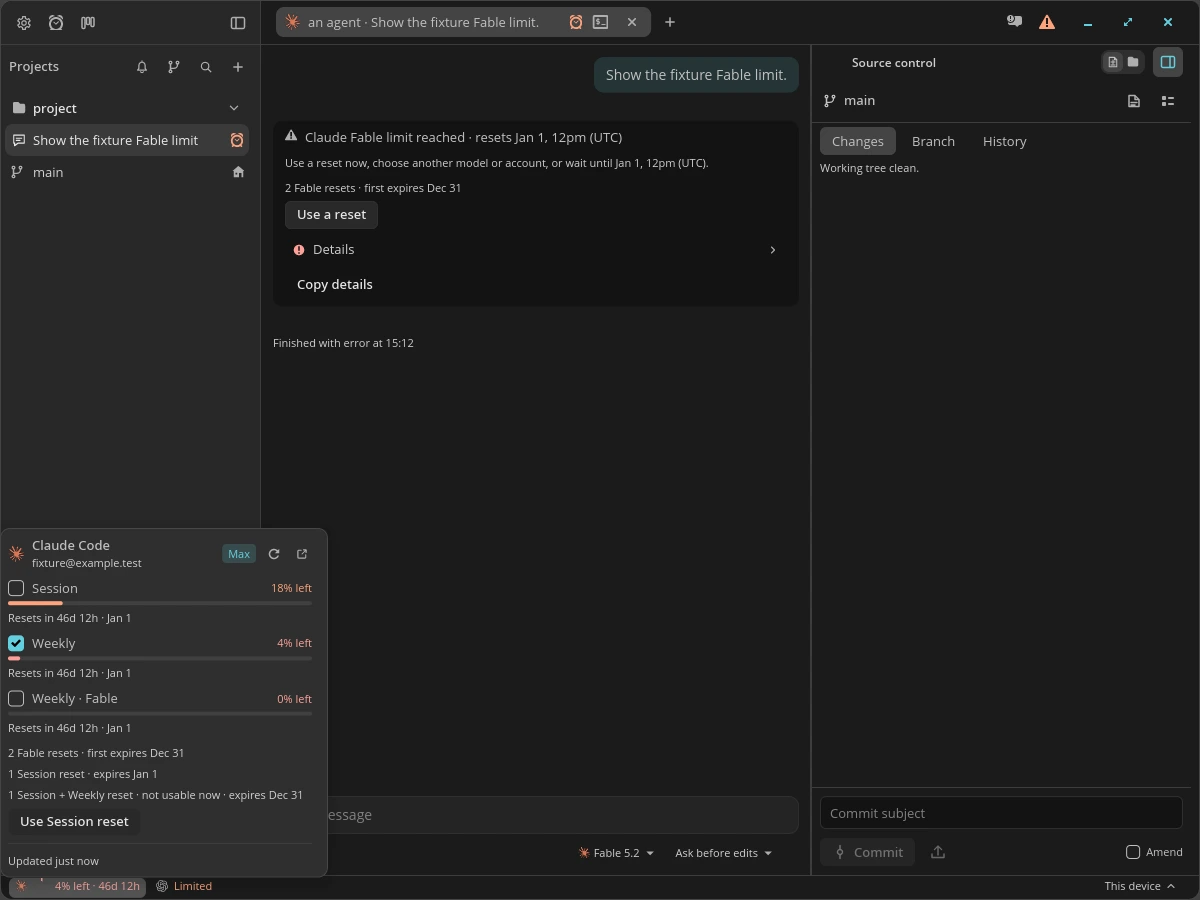 an agent · Show the fixture Fable limit.
Projects
project
Show the fixture Fable limit
main
Show the fixture Fable limit.
Claude Fable limit reached · resets Jan 1, 12pm (UTC)
Use a reset now, choose another model or account, or wait until Jan 1, 12pm (UTC).
2 Fable resets · first expires Dec 31
Use a reset
Details
Copy details
Finished with error at 15:12
Source control
main
Changes Branch History
Working tree clean.
Commit subject
Commit
Amend
Claude Code
fixture@example.test
Max
Session 18% left
Resets in 46d 12h · Jan 1
Weekly 4% left
Resets in 46d 12h · Jan 1
Weekly · Fable 0% left
Resets in 46d 12h · Jan 1
2 Fable resets · first expires Dec 31
1 Session reset · expires Jan 1
1 Session + Weekly reset · not usable now · expires Dec 31
Use Session reset
Updated just now
essage
Fable 5.2 Ask before edits
4% left · 46d 12h Limited
This device